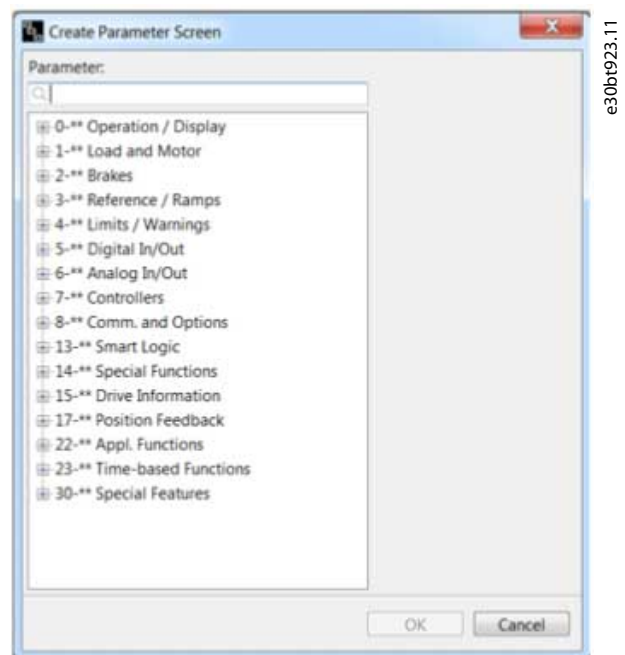 Create Parameter Screen
Parameter:
0-** Operation / Display
1-** Load and Motor
2-** Brakes
3-** Reference / Ramps
4-** Limits / Warnings
5-** Digital In/Out
6-** Analog In/Out
7-** Controllers
8-** Comm. and Options
13-** Smart Logic
14-** Special Functions
15-** Drive Information
17-** Position Feedback
22-** Appl. Functions
23-** Time-based Functions
30-** Special Features
OK Cancel
e30bt923.11